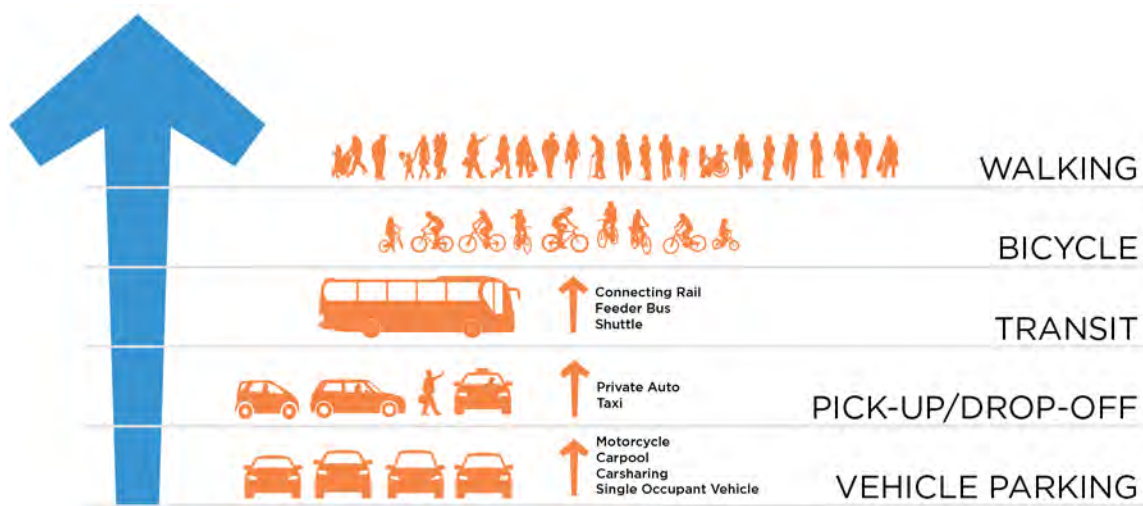 WALKING
BICYCLE
Connecting Rail
Feeder Bus
Shuttle
TRANSIT
Private Auto
Taxi
PICK-UP/DROP-OFF
Motorcycle
Carpool
Carsharing
Single Occupant Vehicle
VEHICLE PARKING